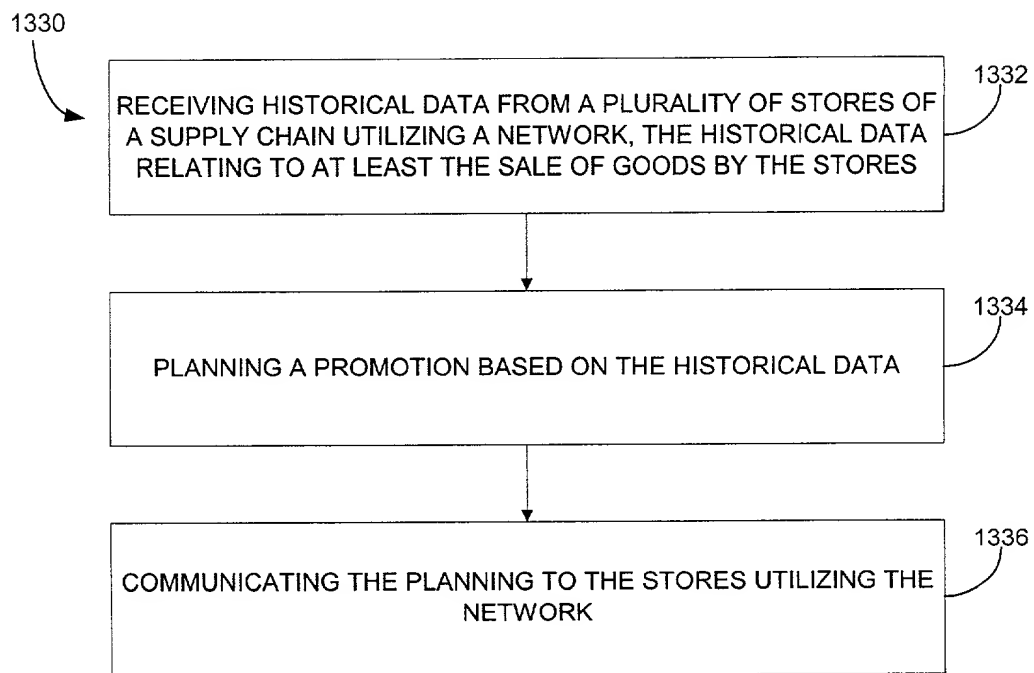 1330
1332
RECEIVING HISTORICAL DATA FROM A PLURALITY OF STORES OF
A SUPPLY CHAIN UTILIZING A NETWORK, THE HISTORICAL DATA
RELATING TO AT LEAST THE SALE OF GOODS BY THE STORES
1334
PLANNING A PROMOTION BASED ON THE HISTORICAL DATA
1336
COMMUNICATING THE PLANNING TO THE STORES UTILIZING THE
NETWORK